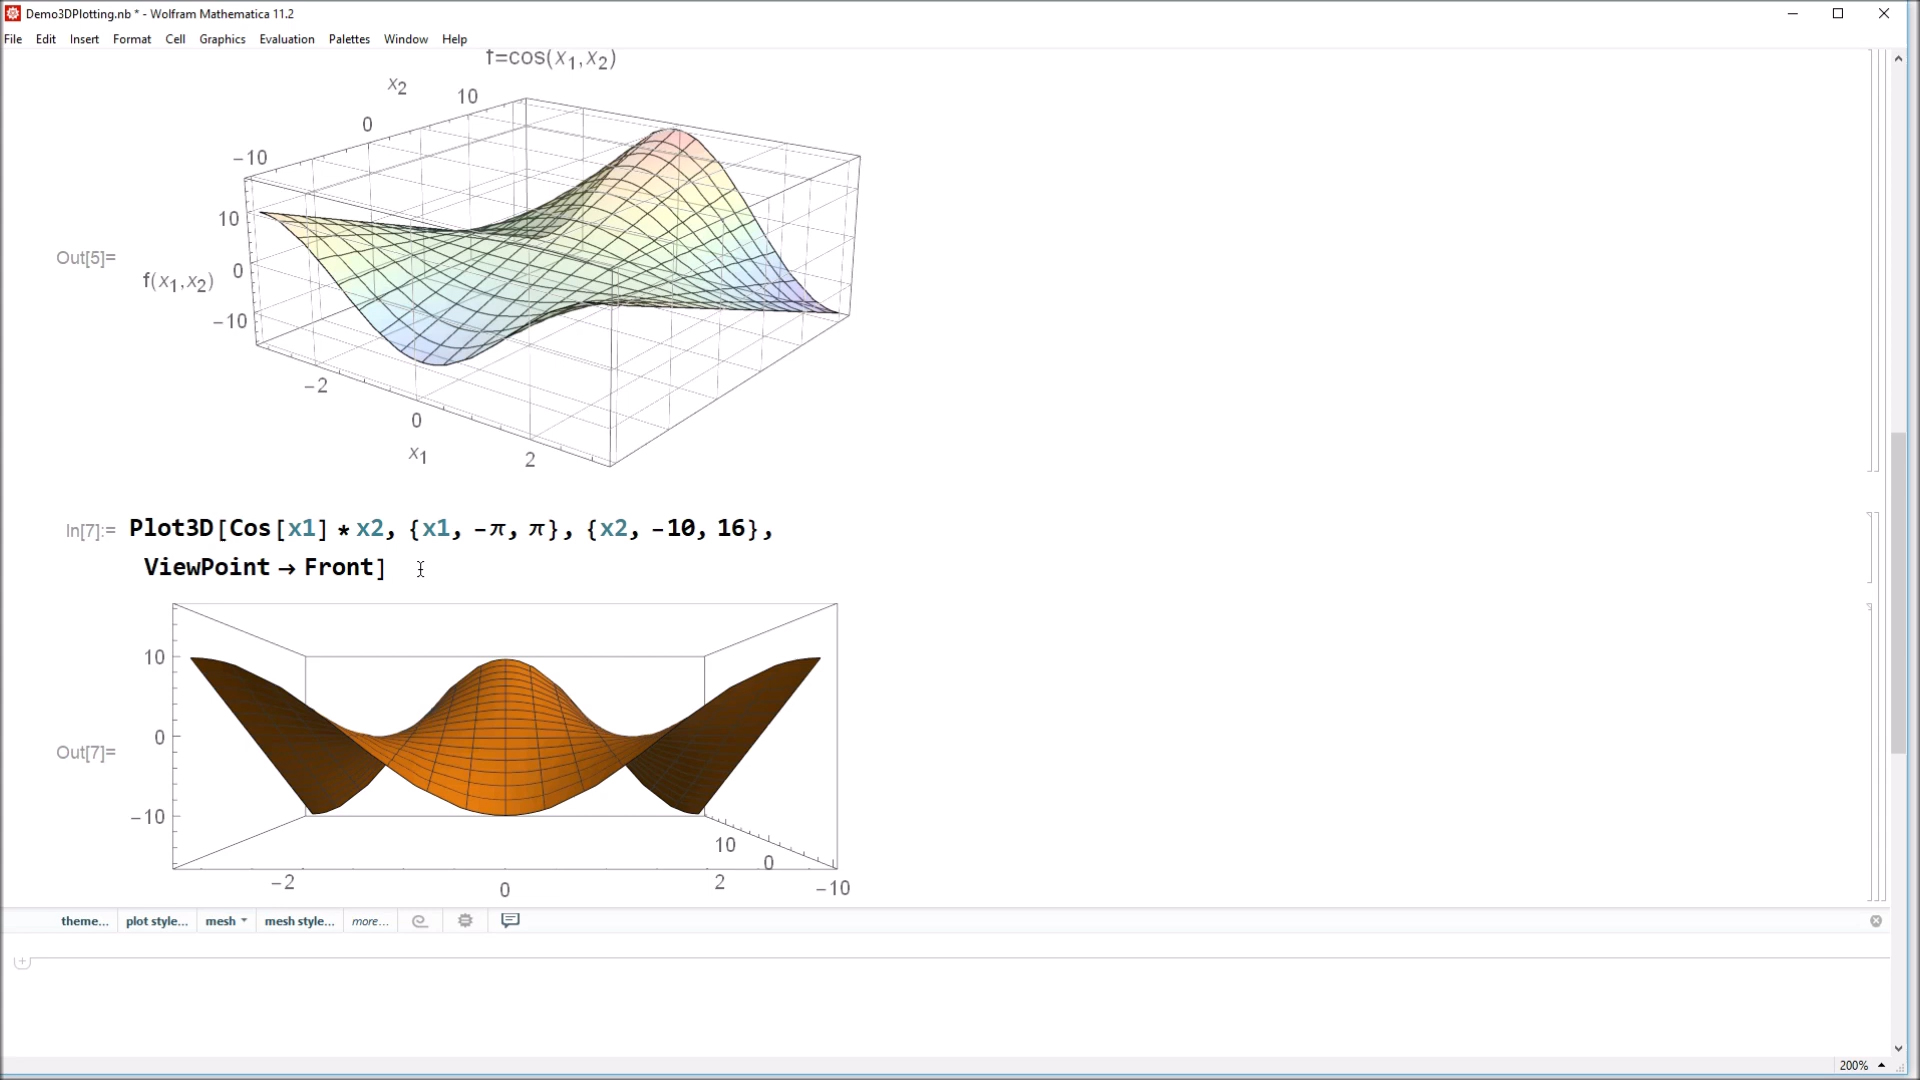 Demo3DPlotting.nb * - Wolfram Mathematica 11.2
File Edit Insert Format Cell Graphics Evaluation Palettes Window Help
f=cos(x₁,x₂)
x₂
10
0
−10
10
Out[5]=
0
f(x₁,x₂)
−10
−2
0
x₁
2
In[7]:= Plot3D[Cos[x1] * x2, {x1, −π, π}, {x2, −10, 16},
ViewPoint → Front]
10
0
Out[7]=
−10
10
0
−2
0
2
−10
theme... plot style... mesh mesh style... more...
200%